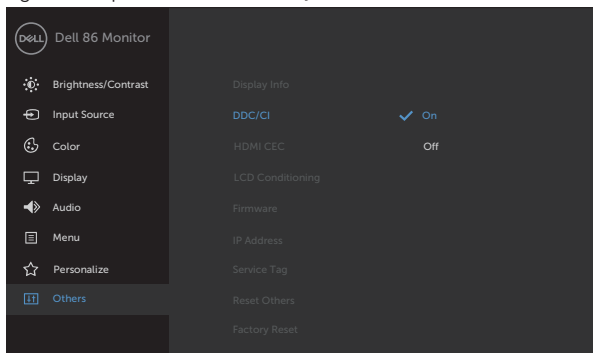 DELL Dell 86 Monitor
Brightness/Contrast
Input Source
Color
Display
Audio
Menu
Personalize
Others
Display Info
DDC/CI
HDMI CEC
LCD Conditioning
Firmware
IP Address
Service Tag
Reset Others
Factory Reset
On
Off